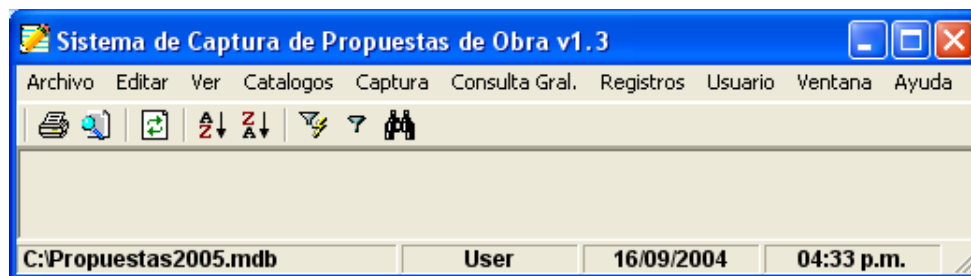 Sistema de Captura de Propuestas de Obra v1.3
Archivo Editar Ver Catalogos Captura Consulta Gral. Registros Usuario Ventana Ayuda
C:\Propuestas2005.mdb User 16/09/2004 04:33 p.m.